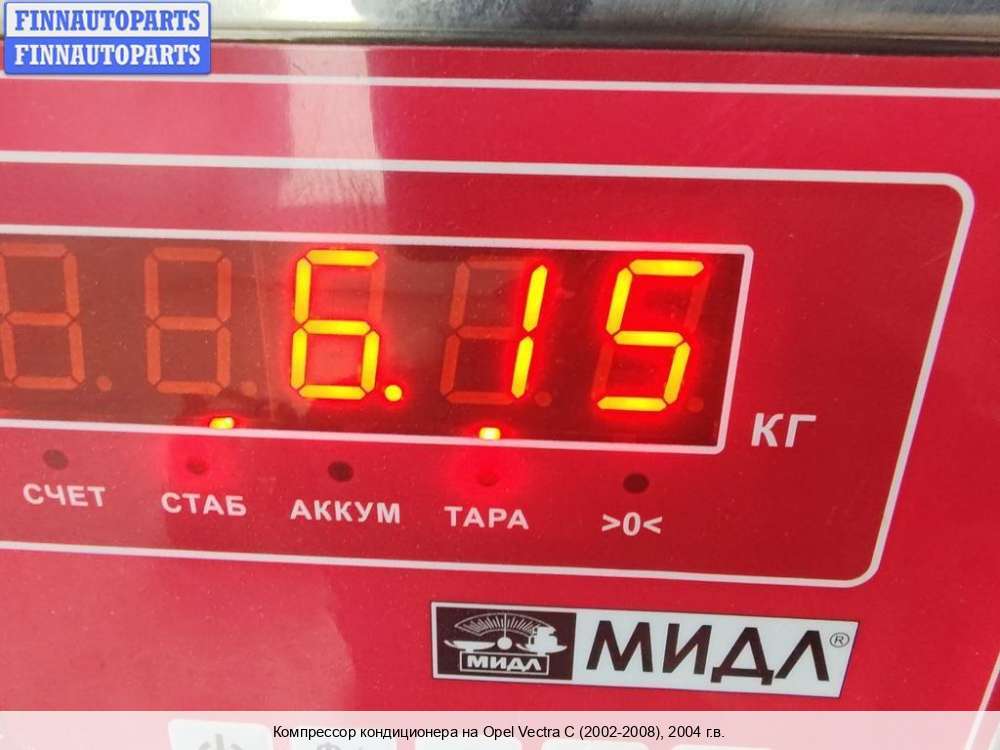 FINNAUTOPARTS
FINNAUTOPARTS
6.15
КГ
СЧЕТ СТАБ АККУМ ТАРА >0<
МИДЛ МИДЛ®
Компрессор кондиционера на Opel Vectra C (2002-2008), 2004 г.в.